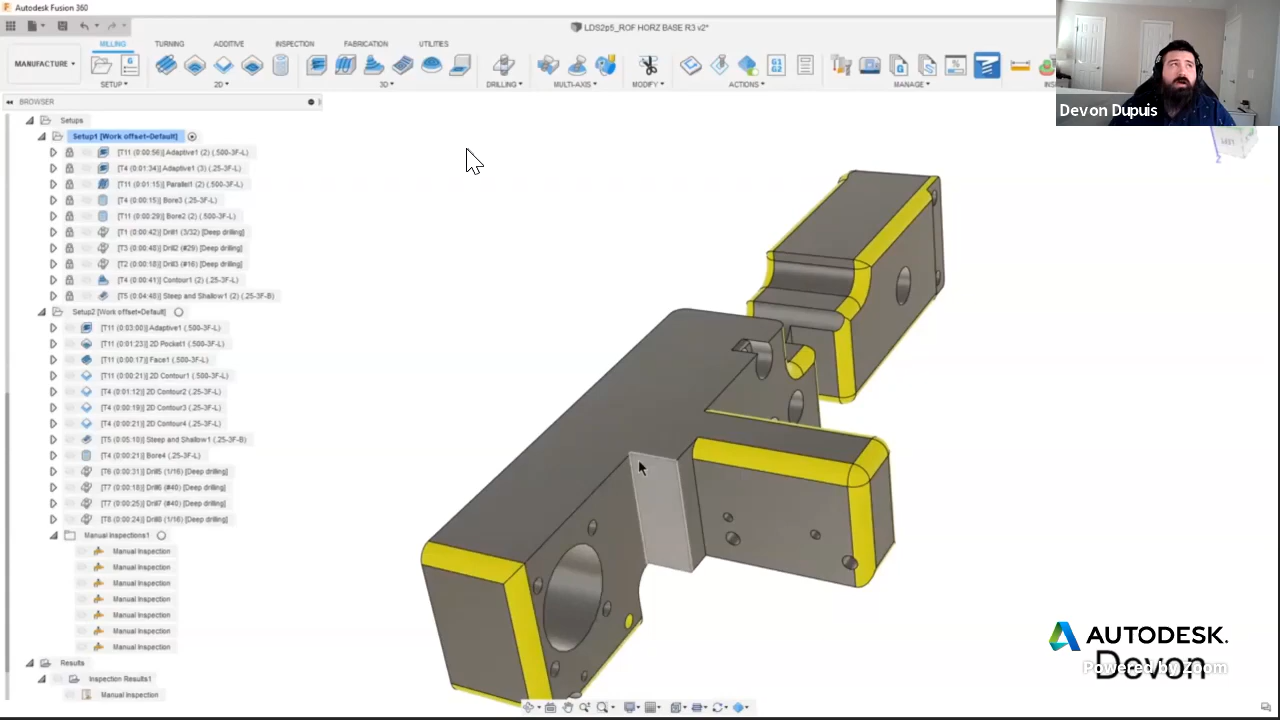 Autodesk Fusion 360
LDS2p5_ROF HORZ BASE R3 v2*
MILLING TURNING ADDITIVE INSPECTION FABRICATION UTILITIES
MANUFACTURE
SETUP 2D 3D DRILLING MULTI-AXIS MODIFY ACTIONS MANAGE
BROWSER
Setups
Setup1 [Work offset=Default]
[T11 (0:00:56)] Adaptive1 (2) (.500-3F-L)
[T4 (0:01:34)] Adaptive1 (3) (.25-3F-L)
[T11 (0:01:15)] Parallel1 (2) (.500-3F-L)
[T4 (0:00:15)] Bore3 (.25-3F-L)
[T11 (0:00:29)] Bore2 (2) (.500-3F-L)
[T1 (0:00:42)] Drill1 (3/32) [Deep drilling]
[T3 (0:00:48)] Drill2 (#29) [Deep drilling]
[T2 (0:00:18)] Drill3 (#16) [Deep drilling]
[T4 (0:00:41)] Contour1 (2) (.25-3F-L)
[T5 (0:04:48)] Steep and Shallow1 (2) (.25-3F-B)
Setup2 [Work offset=Default]
[T11 (0:03:00)] Adaptive1 (.500-3F-L)
[T11 (0:01:23)] 2D Pocket1 (.500-3F-L)
[T11 (0:00:17)] Face1 (.500-3F-L)
[T11 (0:00:21)] 2D Contour1 (.500-3F-L)
[T4 (0:01:12)] 2D Contour2 (.25-3F-L)
[T4 (0:00:19)] 2D Contour3 (.25-3F-L)
[T4 (0:00:21)] 2D Contour4 (.25-3F-L)
[T5 (0:05:10)] Steep and Shallow1 (.25-3F-B)
[T4 (0:00:21)] Bore4 (.25-3F-L)
[T6 (0:00:31)] Drill5 (1/16) [Deep drilling]
[T7 (0:00:18)] Drill6 (#40) [Deep drilling]
[T7 (0:00:25)] Drill7 (#40) [Deep drilling]
[T8 (0:00:24)] Drill8 (1/16) [Deep drilling]
Manual Inspections1
Manual Inspection
Manual Inspection
Manual Inspection
Manual Inspection
Manual Inspection
Manual Inspection
Manual Inspection
Results
Inspection Results1
Manual Inspection
Devon Dupuis
AUTODESK.
Devon
Powered by zoom